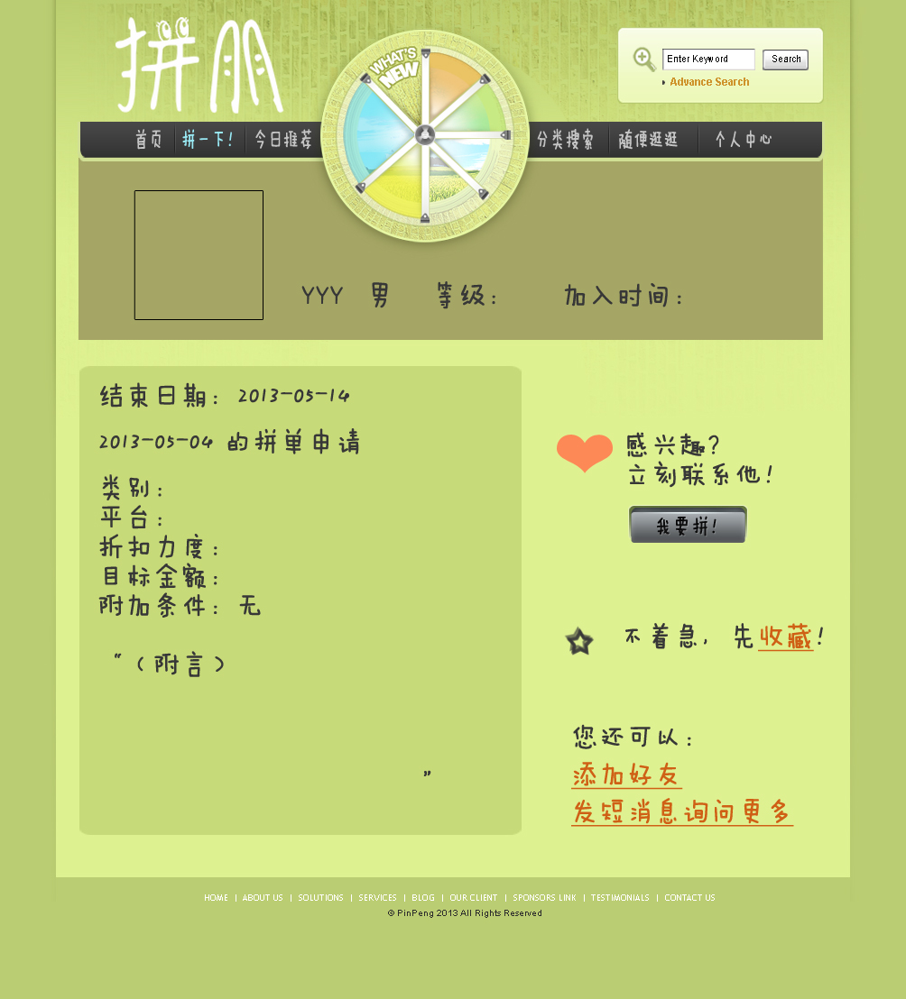 拼朋
WHAT'S NEW
Enter Keyword Search
Advance Search
首页 拼一下! 今日推荐 分类搜索 随便逛逛 个人中心
YYY 男 等级: 加入时间:
结束日期: 2013-05-14
2013-05-04 的拼单申请
类别:
平台:
折扣力度:
目标金额:
附加条件: 无
“(附言)
”
感兴趣?
立刻联系他!
我要拼!
不着急, 先收藏!
您还可以:
添加好友
发短消息询问更多
HOME | ABOUT US | SOLUTIONS | SERVICES | BLOG | OUR CLIENT | SPONSORS LINK | TESTIMONIALS | CONTACT US
© PinPeng 2013 All Rights Reserved